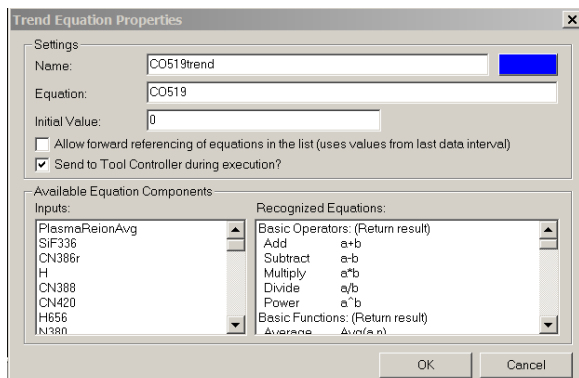 Trend Equation Properties
Settings
Name: CO519trend
Equation: CO519
Initial Value: 0
Allow forward referencing of equations in the list (uses values from last data interval)
Send to Tool Controller during execution?
Available Equation Components
Inputs: Recognized Equations:
PlasmaReionAvg Basic Operators: (Return result)
SiF336 Add a+b
CN386r Subtract a-b
H Multiply a*b
CN388 Divide a/b
CN420 Power a^b
H656 Basic Functions: (Return result)
N380 Average Avg(a,n)
OK Cancel